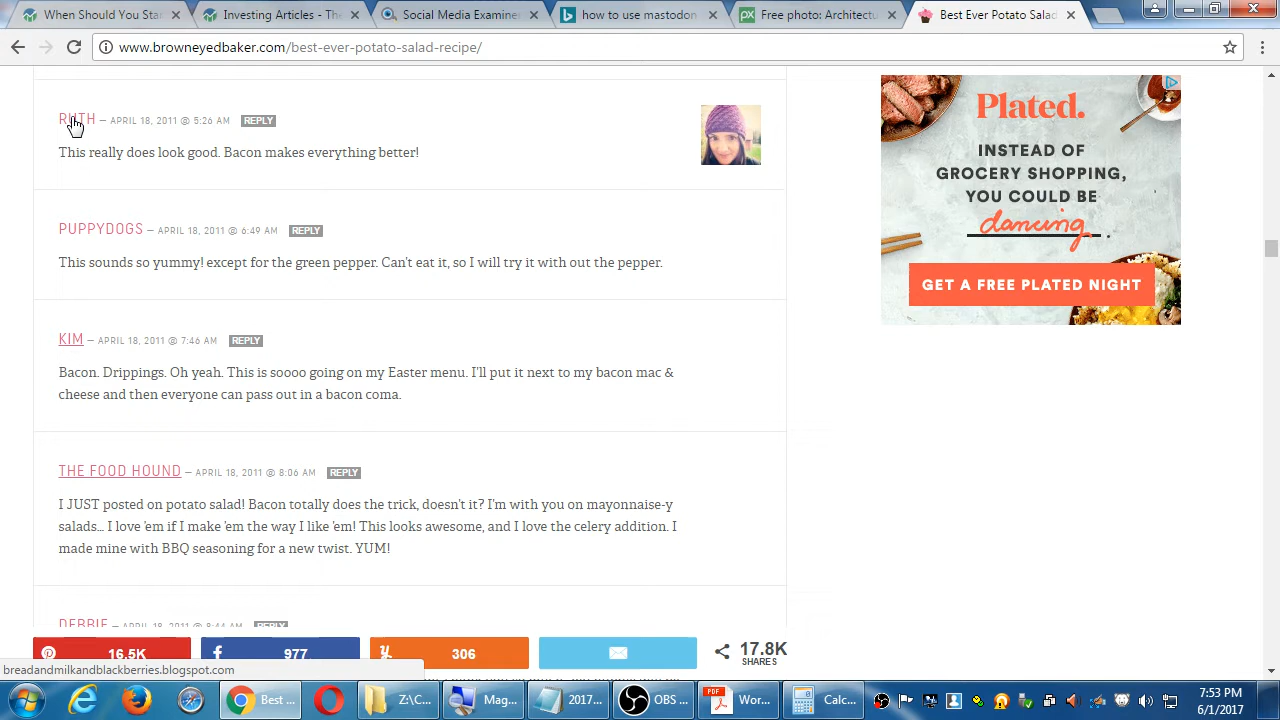 When Should You Star
Investing Articles - The
Social Media Examine
how to use mastodon
Free photo: Architectu
Best Ever Potato Salad
www.browneyedbaker.com/best-ever-potato-salad-recipe/
RUTH — APRIL 18, 2011 @ 5:26 AM REPLY
This really does look good. Bacon makes everything better!
PUPPYDOGS — APRIL 18, 2011 @ 6:49 AM REPLY
This sounds so yummy! except for the green pepper. Can't eat it, so I will try it with out the pepper.
KIM — APRIL 18, 2011 @ 7:46 AM REPLY
Bacon. Drippings. Oh yeah. This is soooo going on my Easter menu. I'll put it next to my bacon mac &
cheese and then everyone can pass out in a bacon coma.
THE FOOD HOUND — APRIL 18, 2011 @ 8:06 AM REPLY
I JUST posted on potato salad! Bacon totally does the trick, doesn't it? I'm with you on mayonnaise-y
salads... I love 'em if I make 'em the way I like 'em! This looks awesome, and I love the celery addition. I
made mine with BBQ seasoning for a new twist. YUM!
DEBBIE — APRIL 18, 2011 @ 8:44 AM REPLY
Plated.
INSTEAD OF
GROCERY SHOPPING,
YOU COULD BE
dancing.
GET A FREE PLATED NIGHT
16.5K
977
306
17.8K
SHARES
breadandmilkandblackberries.blogspot.com
Best ...
Z:\C...
Mag...
2017...
OBS ...
PDF
Wor...
Calc...
7:53 PM
6/1/2017